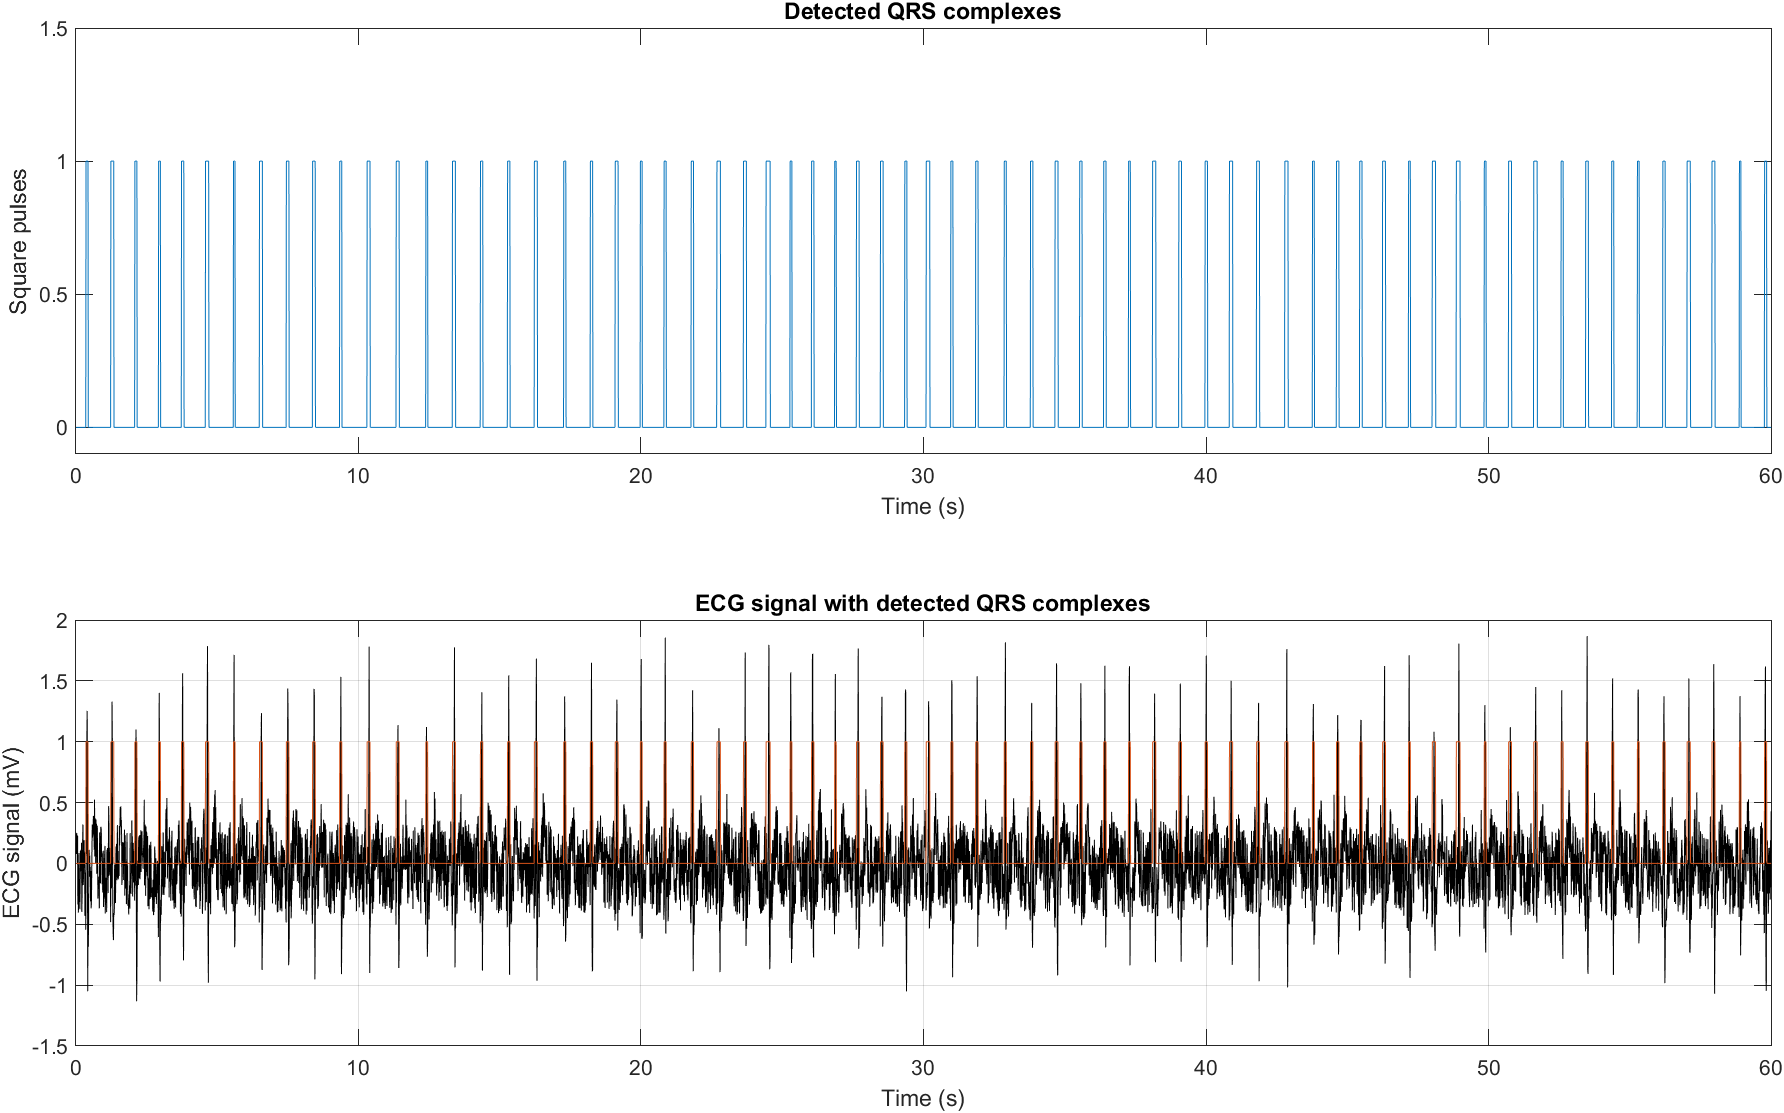 Detected QRS complexes
1.5
1
0.5
0
Square pulses
0 10 20 30 40 50 60
Time (s)
ECG signal with detected QRS complexes
2
1.5
1
0.5
0
-0.5
-1
-1.5
ECG signal (mV)
0 10 20 30 40 50 60
Time (s)